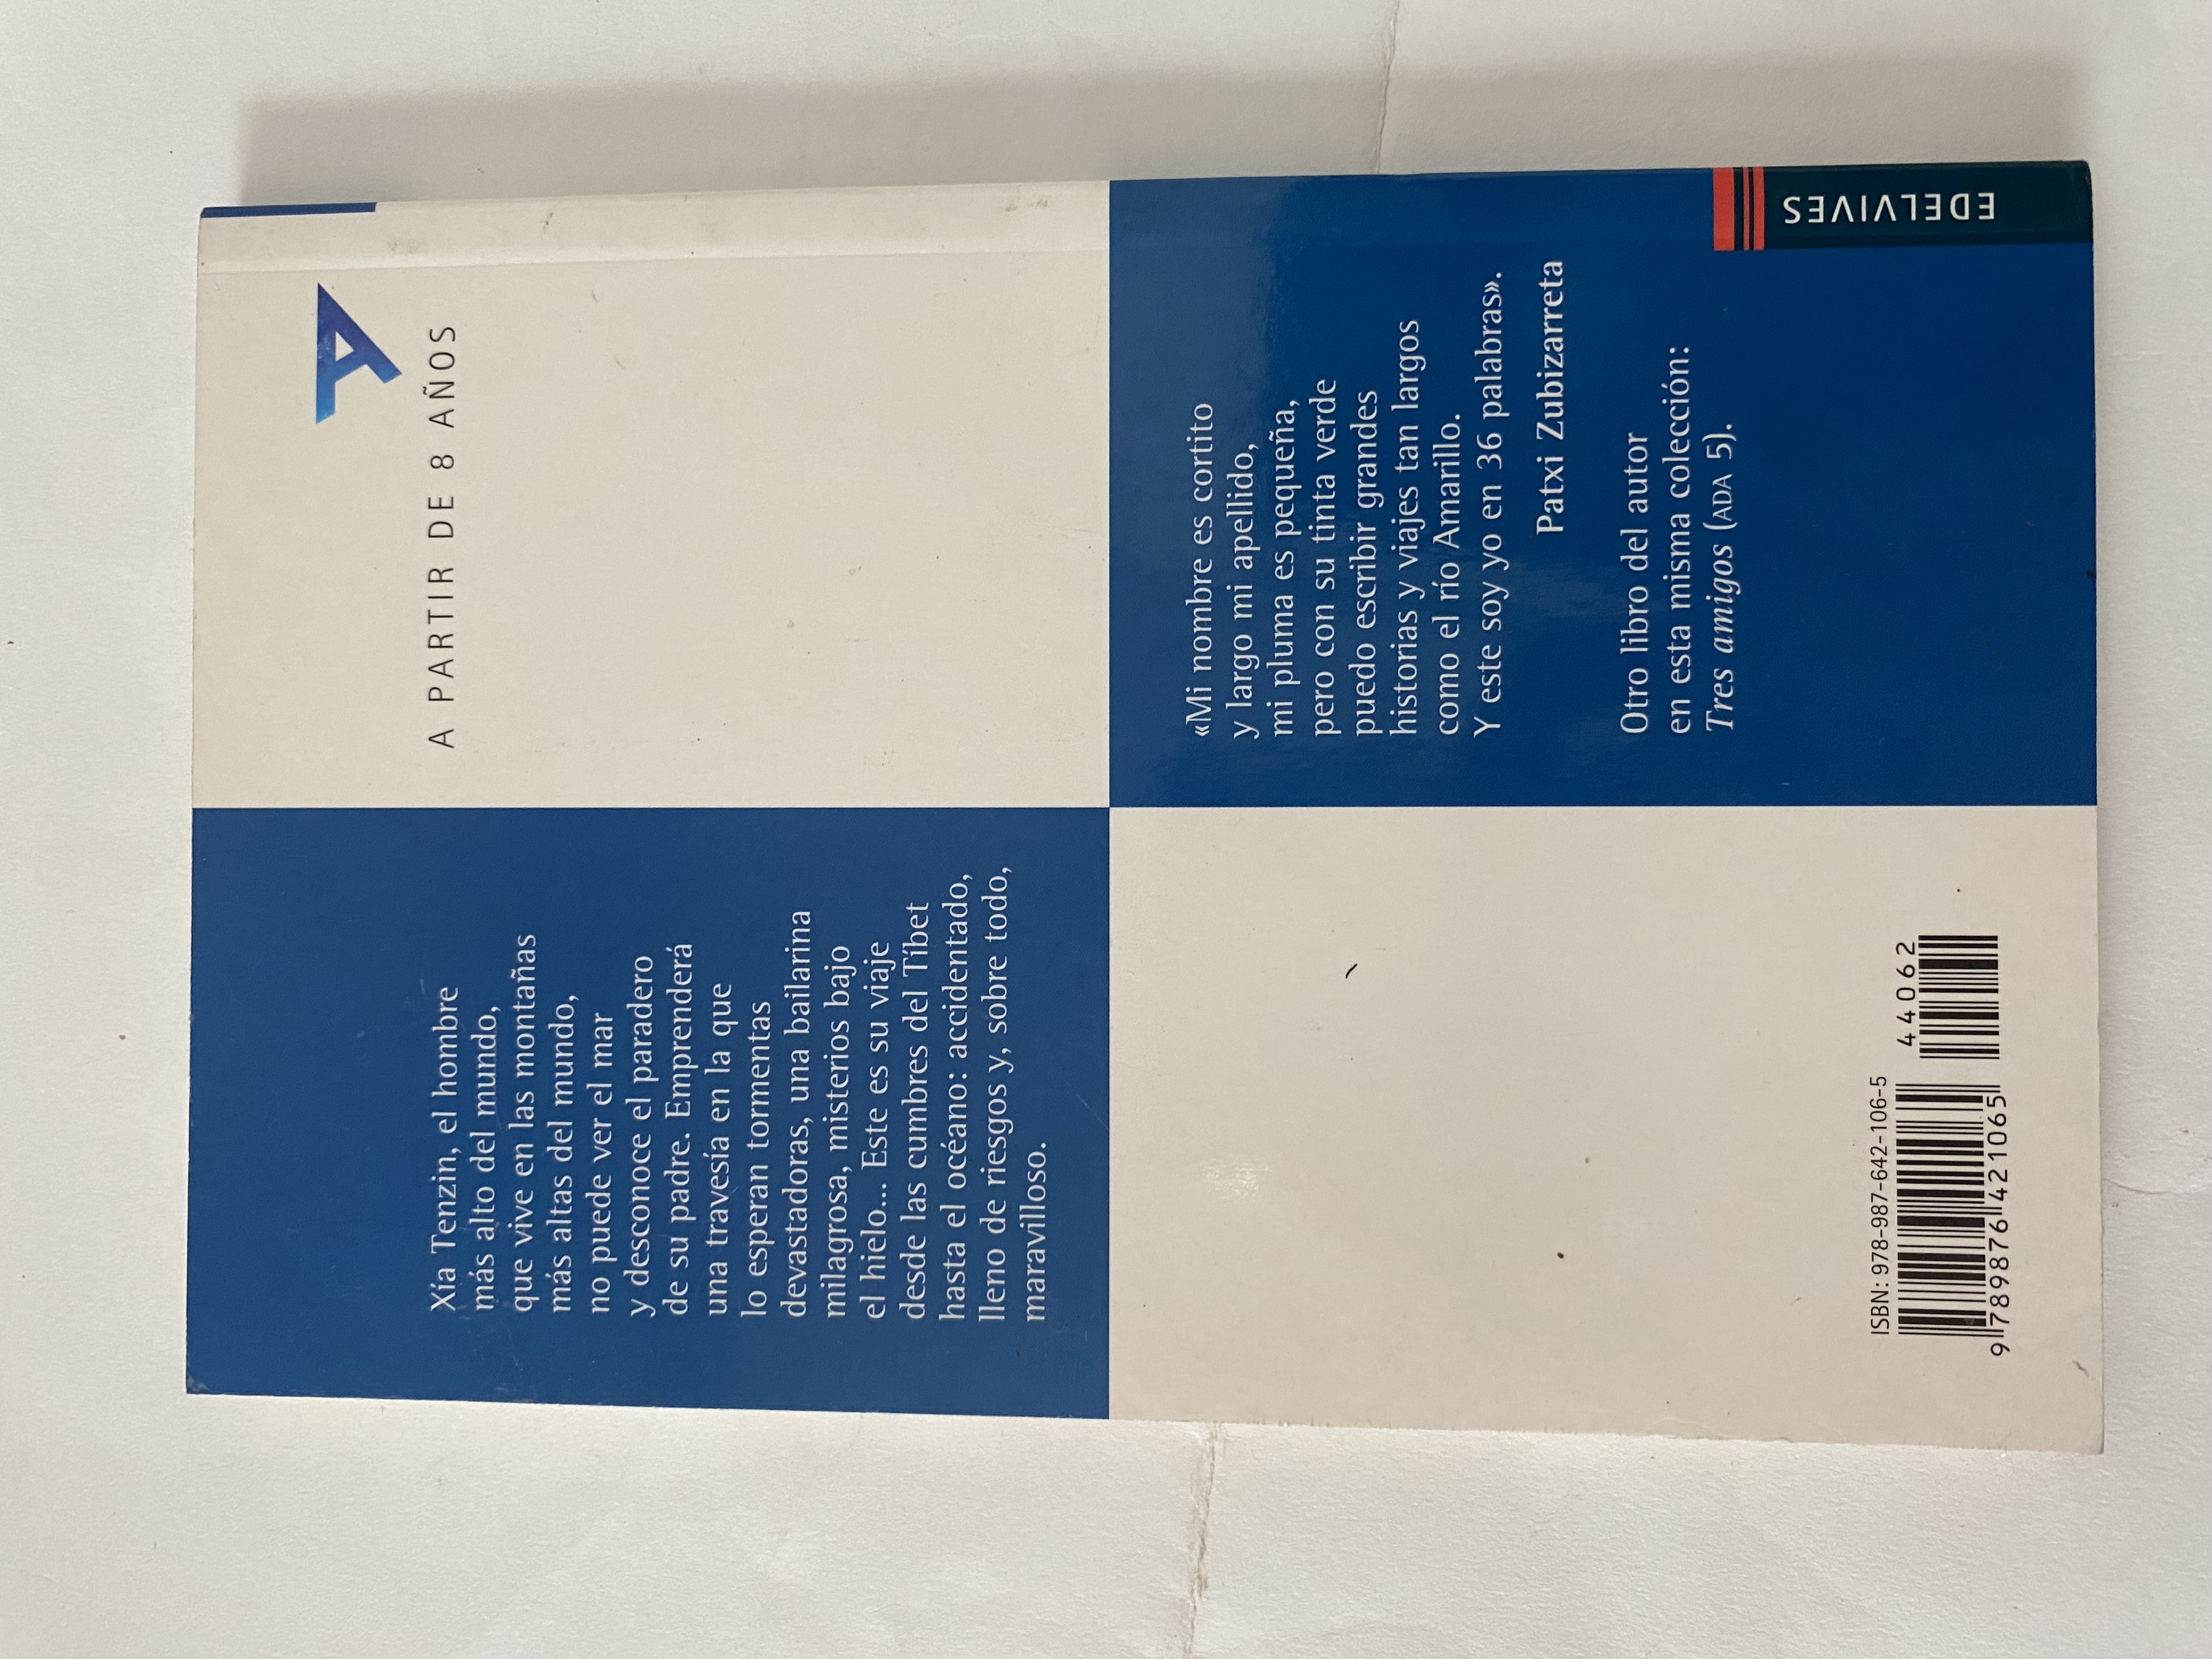 Xía Tenzin, el hombre
más alto del mundo,
que vive en las montañas
más altas del mundo,
no puede ver el mar
y desconoce el paradero
de su padre. Emprenderá
una travesía en la que
lo esperan tormentas
devastadoras, una bailarina
milagrosa, misterios bajo
el hielo... Este es su viaje
desde las cumbres del Tíbet
hasta el océano: accidentado,
lleno de riesgos y, sobre todo,
maravilloso.
A
A PARTIR DE 8 AÑOS
«Mi nombre es cortito
y largo mi apellido,
mi pluma es pequeña,
pero con su tinta verde
puedo escribir grandes
historias y viajes tan largos
como el río Amarillo.
Y este soy yo en 36 palabras».
Patxi Zubizarreta
Otro libro del autor
en esta misma colección:
Tres amigos (ADA 5).
EDELVIVES
ISBN: 978-987-642-106-5
44062
9 789876 421065